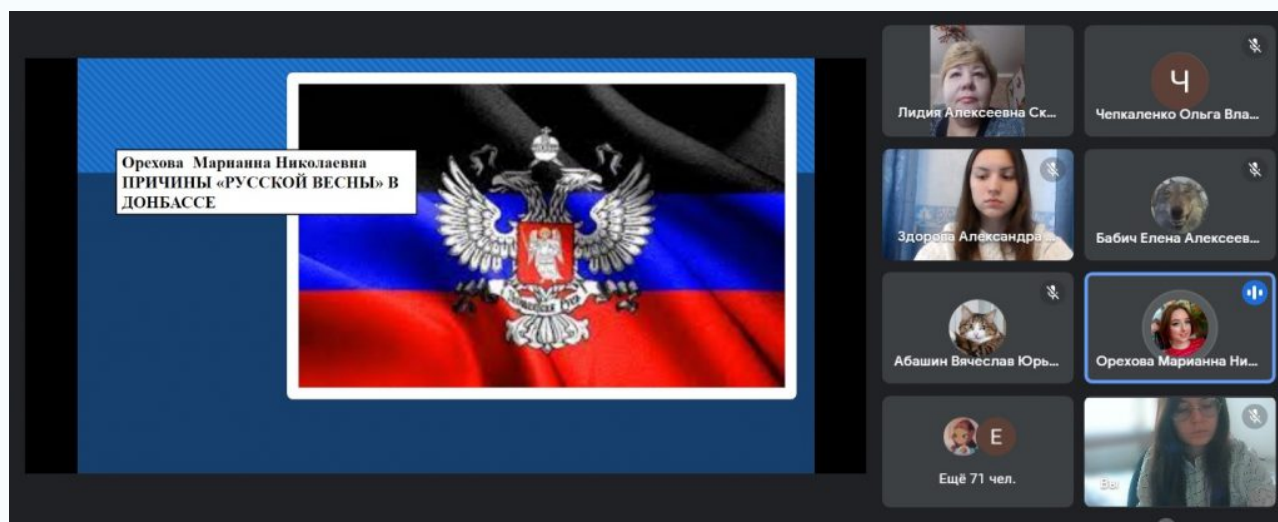 Орехова Марианна Николаевна
ПРИЧИНЫ «РУССКОЙ ВЕСНЫ» В
ДОНБАССЕ
Лидия Алексеевна Ск...
Ч
Чепкаленко Ольга Вла...
Здорова Александра ...
Бабич Елена Алексеев...
Абашин Вячеслав Юрь...
Орехова Марианна Ни...
Е
Ещё 71 чел.
Вы